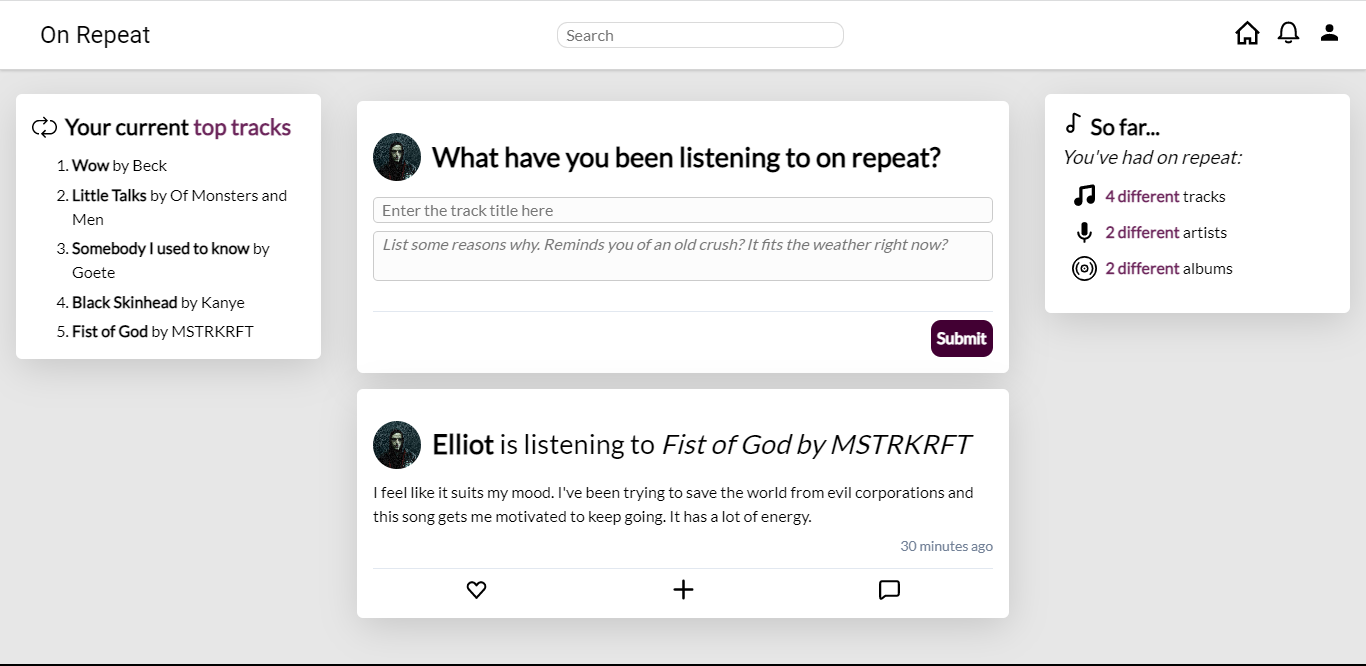 On Repeat
Search
Your current top tracks
1. Wow by Beck
2. Little Talks by Of Monsters and
Men
3. Somebody I used to know by
Goete
4. Black Skinhead by Kanye
5. Fist of God by MSTRKRFT
What have you been listening to on repeat?
Enter the track title here
List some reasons why. Reminds you of an old crush? It fits the weather right now?
Submit
Elliot is listening to Fist of God by MSTRKRFT
I feel like it suits my mood. I've been trying to save the world from evil corporations and
this song gets me motivated to keep going. It has a lot of energy.
30 minutes ago
So far...
You've had on repeat:
4 different tracks
2 different artists
2 different albums